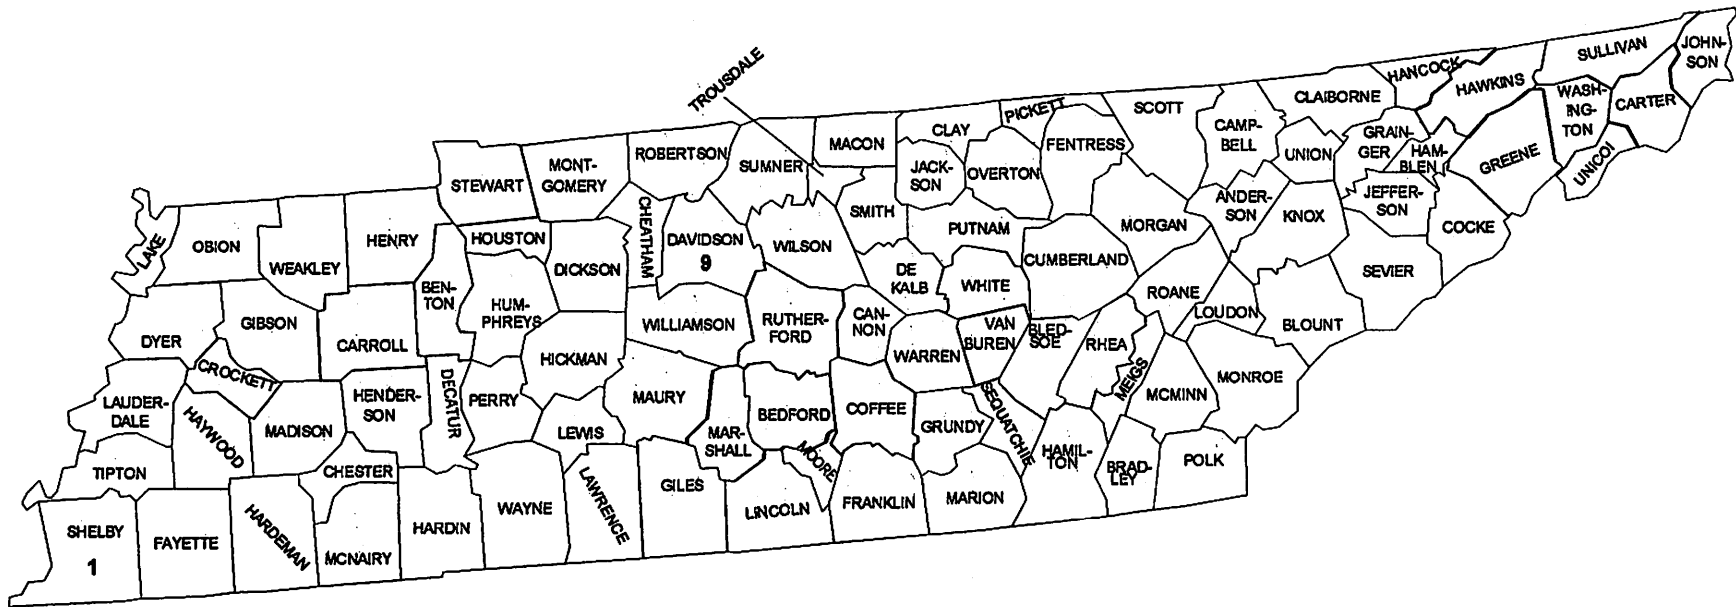 TROUSDALE
SULLIVAN
JOHN-
SON
HANCOCK
HAWKINS
CLAIBORNE
WASH-
ING-
TON
CARTER
PICKETT
SCOTT
CAMP-
BELL
CLAY
MACON
FENTRESS
UNION
GRAIN-
GER
HAM-
BLEN
GREENE
UNICOI
ROBERTSON
SUMNER
MONT-
GOMERY
STEWART
JACK-
SON
OVERTON
JEFFER-
SON
ANDER-
SON
KNOX
COCKE
SMITH
PUTNAM
MORGAN
CHEATHAM
DAVIDSON
9
WILSON
HOUSTON
HENRY
OBION
LAKE
WEAKLEY
DICKSON
DE
KALB
CUMBERLAND
SEVIER
WHITE
ROANE
LOUDON
BLOUNT
BEN-
TON
HUM-
PHREYS
GIBSON
WILLIAMSON
RUTHER-
FORD
CAN-
NON
VAN
BUREN
BLED-
SOE
RHEA
DYER
CARROLL
HICKMAN
WARREN
MEIGS
MCMINN
MONROE
CROCKETT
HENDER-
SON
DECATUR
PERRY
MAURY
LAUDER-
DALE
HAYWOOD
MADISON
LEWIS
MAR-
SHALL
BEDFORD
COFFEE
GRUNDY
SEQUATCHIE
HAMIL-
TON
BRAD-
LEY
POLK
TIPTON
CHESTER
MOORE
GILES
LAWRENCE
WAYNE
LINCOLN
FRANKLIN
MARION
SHELBY
1
FAYETTE
HARDEMAN
MCNAIRY
HARDIN